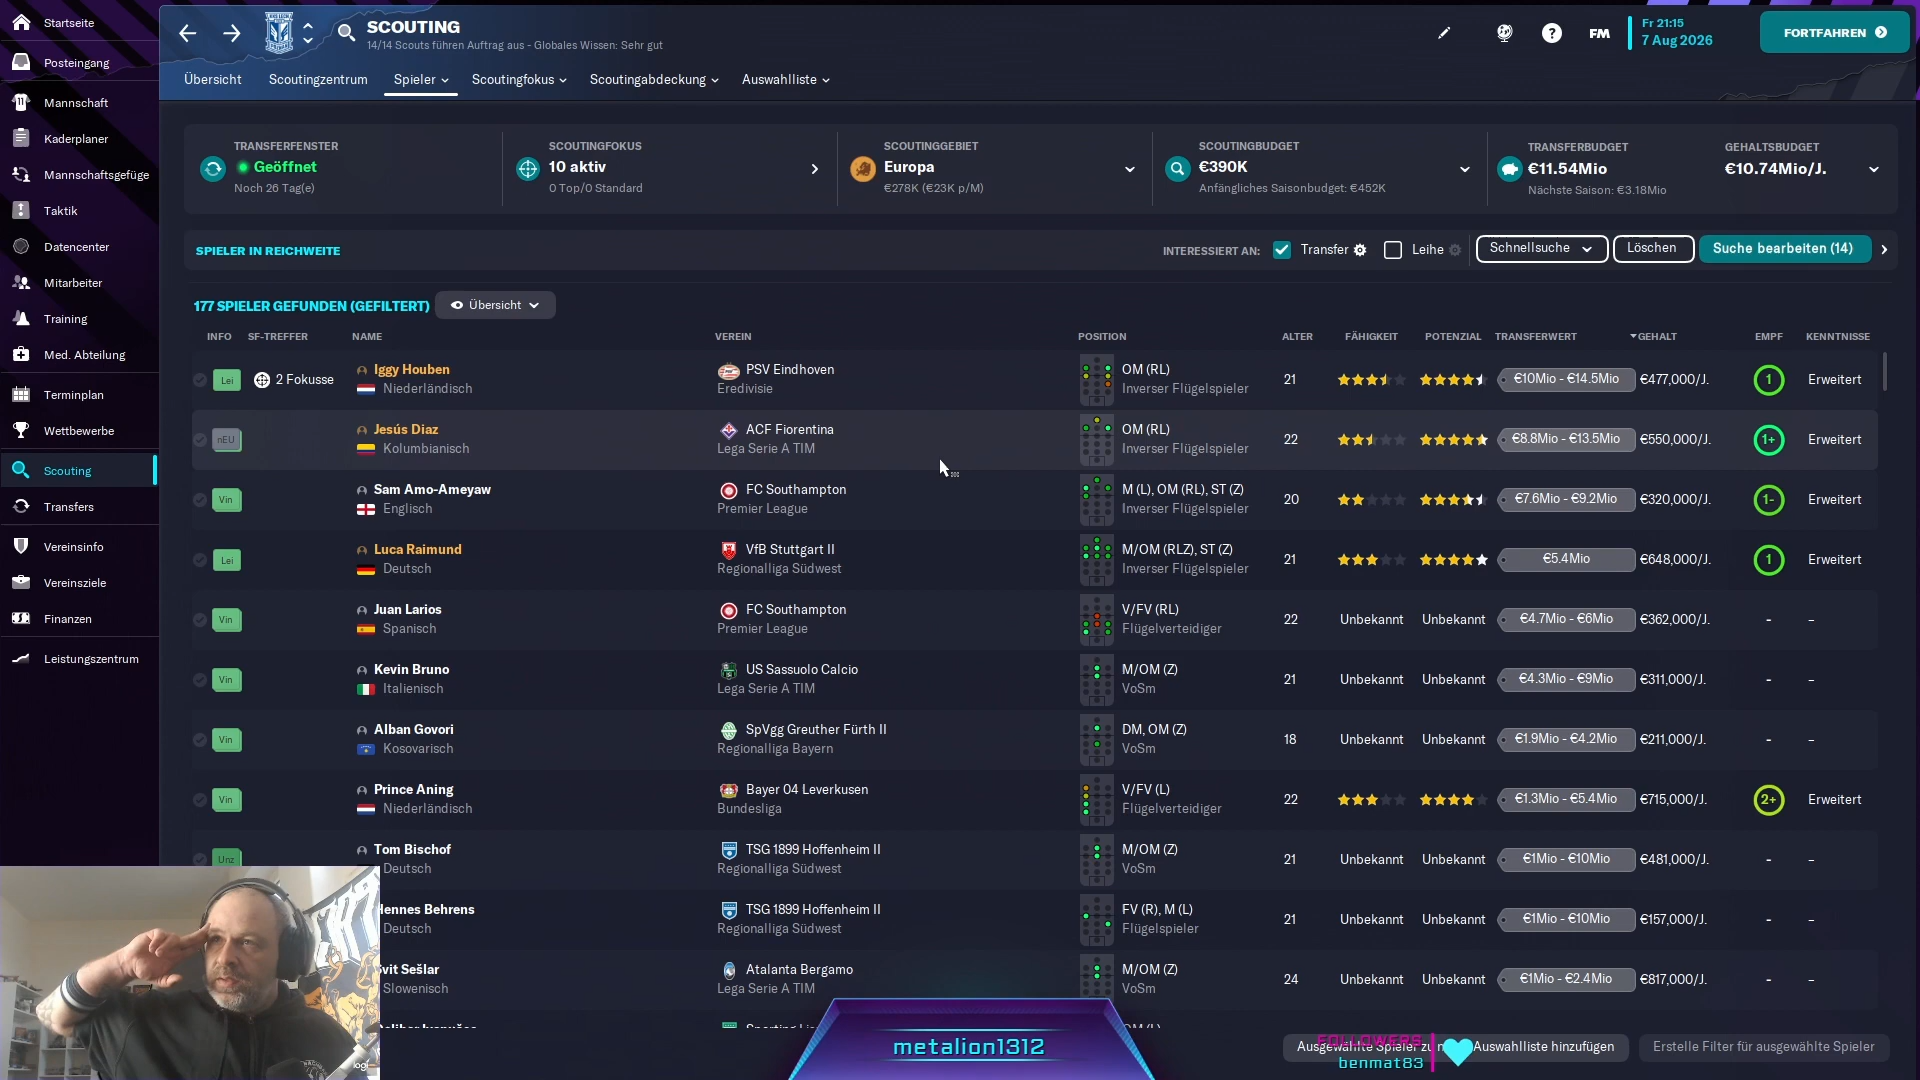 Startseite
Posteingang
Mannschaft
Kaderplaner
Mannschaftsgefüge
Taktik
Datencenter
Mitarbeiter
Training
Med. Abteilung
Terminplan
Wettbewerbe
Scouting
Transfers
Vereinsinfo
Vereinsziele
Finanzen
Leistungszentrum
SCOUTING
14/14 Scouts führen Auftrag aus - Globales Wissen: Sehr gut
FM
Fr 21:15
7 Aug 2026
FORTFAHREN
Übersicht Scoutingzentrum Spieler Scoutingfokus Scoutingabdeckung Auswahlliste
TRANSFERFENSTER
Geöffnet
Noch 26 Tag(e)
SCOUTINGFOKUS
10 aktiv
0 Top/0 Standard
SCOUTINGGEBIET
Europa
€278K (€23K p/M)
SCOUTINGBUDGET
€390K
Anfängliches Saisonbudget: €452K
TRANSFERBUDGET
€11.54Mio
Nächste Saison: €3.18Mio
GEHALTSBUDGET
€10.74Mio/J.
SPIELER IN REICHWEITE
INTERESSIERT AN: Transfer Leihe Schnellsuche Löschen Suche bearbeiten (14)
177 SPIELER GEFUNDEN (GEFILTERT) Übersicht
INFO SF-TREFFER NAME VEREIN POSITION ALTER FÄHIGKEIT POTENZIAL TRANSFERWERT GEHALT EMPF KENNTNISSE
Lei 2 Fokusse Iggy Houben PSV Eindhoven OM (RL) 21 €10Mio - €14.5Mio €477,000/J. 1 Erweitert
Niederländisch Eredivisie Inverser Flügelspieler
nEU Jesús Diaz ACF Fiorentina OM (RL) 22 €8.8Mio - €13.5Mio €550,000/J. 1+ Erweitert
Kolumbianisch Lega Serie A TIM Inverser Flügelspieler
Vin Sam Amo-Ameyaw FC Southampton M (L), OM (RL), ST (Z) 20 €7.6Mio - €9.2Mio €320,000/J. 1- Erweitert
Englisch Premier League Inverser Flügelspieler
Lei Luca Raimund VfB Stuttgart II M/OM (RLZ), ST (Z) 21 €5.4Mio €648,000/J. 1 Erweitert
Deutsch Regionalliga Südwest Inverser Flügelspieler
Vin Juan Larios FC Southampton V/FV (RL) 22 Unbekannt Unbekannt €4.7Mio - €6Mio €362,000/J. - -
Spanisch Premier League Flügelverteidiger
Vin Kevin Bruno US Sassuolo Calcio M/OM (Z) 21 Unbekannt Unbekannt €4.3Mio - €9Mio €311,000/J. - -
Italienisch Lega Serie A TIM VoSm
Vin Alban Govori SpVgg Greuther Fürth II DM, OM (Z) 18 Unbekannt Unbekannt €1.9Mio - €4.2Mio €211,000/J. - -
Kosovarisch Regionalliga Bayern VoSm
Vin Prince Aning Bayer 04 Leverkusen V/FV (L) 22 €1.3Mio - €5.4Mio €715,000/J. 2+ Erweitert
Niederländisch Bundesliga Flügelverteidiger
Unz Tom Bischof TSG 1899 Hoffenheim II M/OM (Z) 21 Unbekannt Unbekannt €1Mio - €10Mio €481,000/J. - -
Deutsch Regionalliga Südwest VoSm
Hennes Behrens TSG 1899 Hoffenheim II FV (R), M (L) 21 Unbekannt Unbekannt €1Mio - €10Mio €157,000/J. - -
Deutsch Regionalliga Südwest Flügelspieler
Svit Sešlar Atalanta Bergamo M/OM (Z) 24 Unbekannt Unbekannt €1Mio - €2.4Mio €817,000/J. - -
Slowenisch Lega Serie A TIM VoSm
metalion1312
FOLLOWERS
benmat83
Ausgewählte Spieler zu Auswahlliste hinzufügen
Erstelle Filter für ausgewählte Spieler